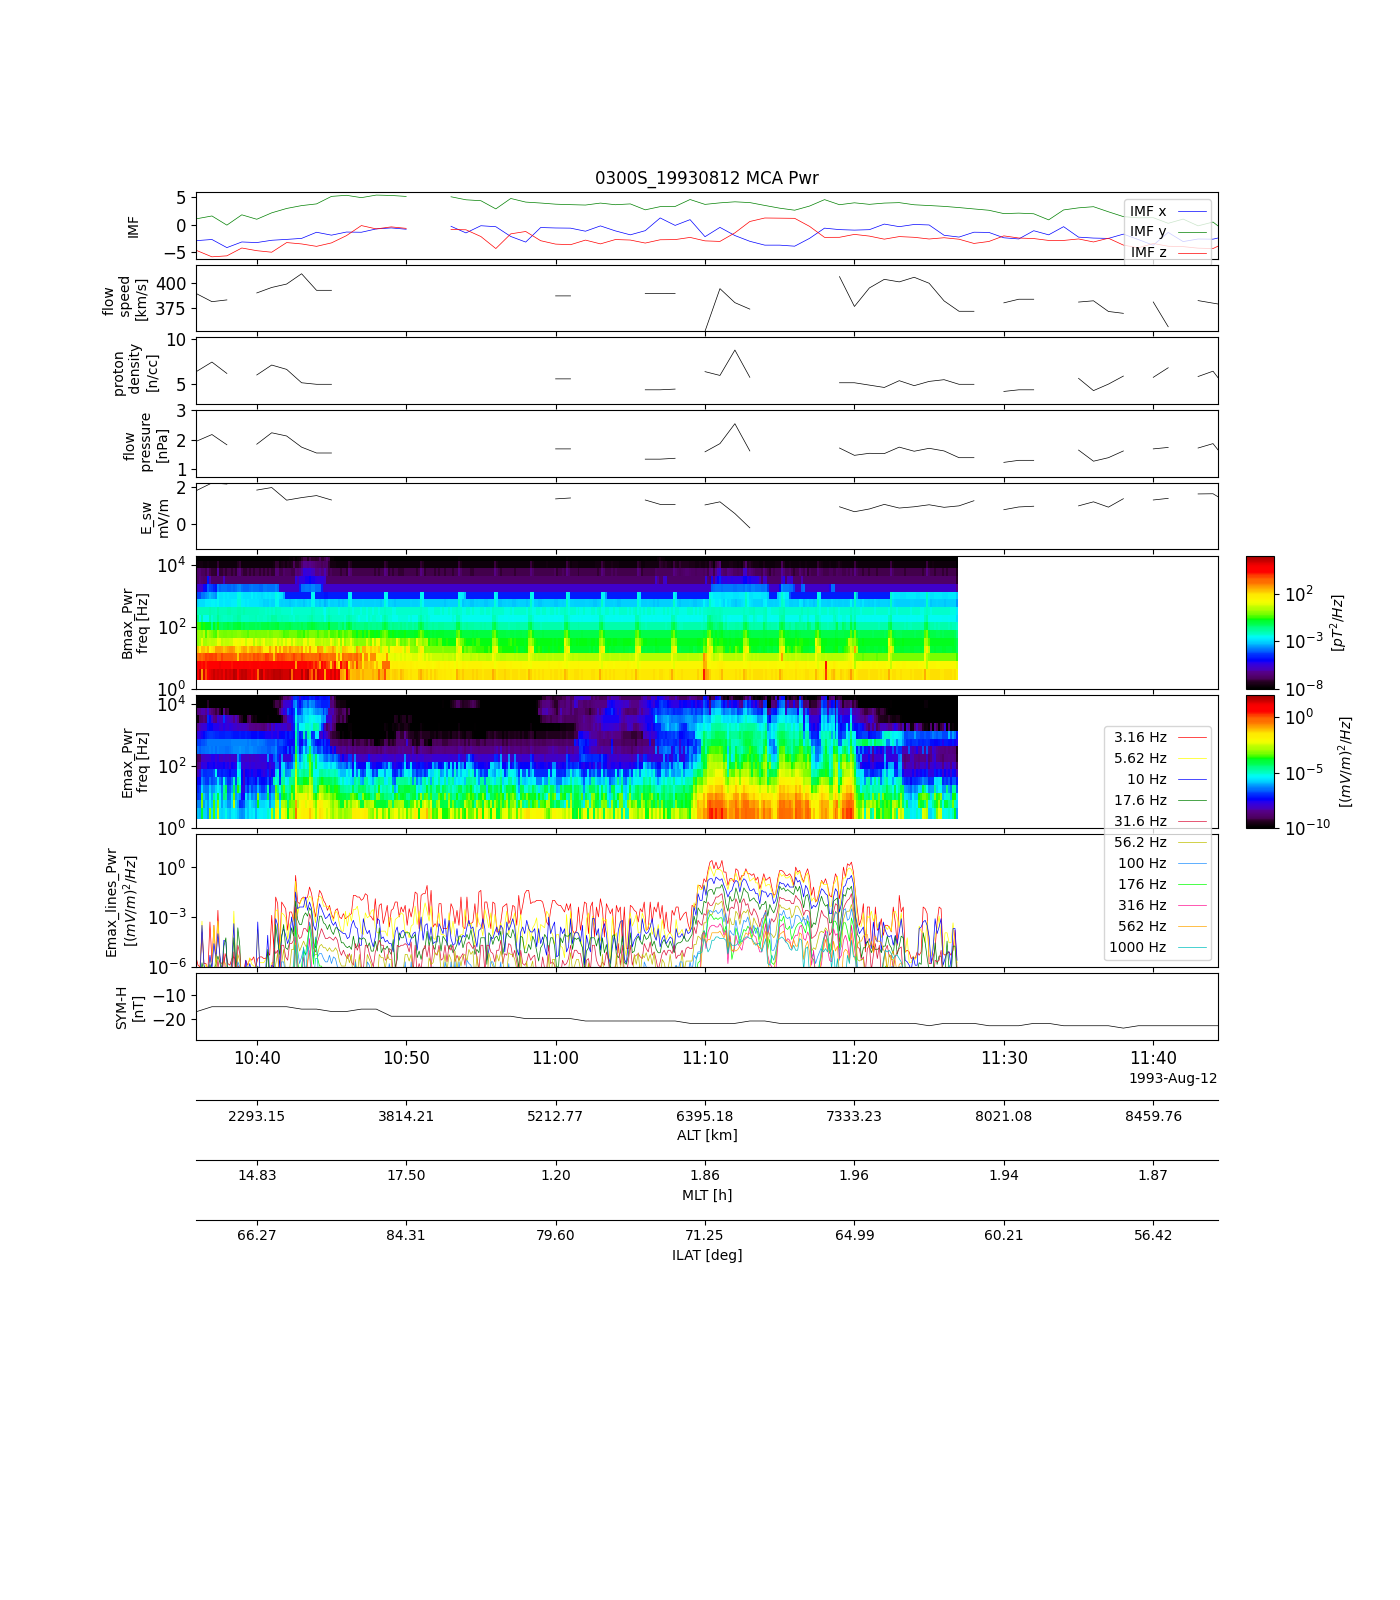 0300S_19930812 MCA Pwr
5
0
−5
IMF
IMF x
IMF y
IMF z
400
375
flow
speed
[km/s]
10
5
proton
density
[n/cc]
3
2
1
flow
pressure
[nPa]
2
0
E_sw
mV/m
10^4
10^2
10^0
Bmax_Pwr
freq [Hz]
10^2
10^−3
10^−8
[pT^2/Hz]
10^4
10^2
10^0
Emax_Pwr
freq [Hz]
10^0
10^−5
10^−10
[(mV/m)^2/Hz]
3.16 Hz
5.62 Hz
10 Hz
17.6 Hz
31.6 Hz
56.2 Hz
100 Hz
176 Hz
316 Hz
562 Hz
1000 Hz
10^0
10^−3
10^−6
Emax_lines_Pwr
[(mV/m)^2/Hz]
−10
−20
SYM-H
[nT]
10:40 10:50 11:00 11:10 11:20 11:30 11:40
1993-Aug-12
2293.15 3814.21 5212.77 6395.18 7333.23 8021.08 8459.76
ALT [km]
14.83 17.50 1.20 1.86 1.96 1.94 1.87
MLT [h]
66.27 84.31 79.60 71.25 64.99 60.21 56.42
ILAT [deg]